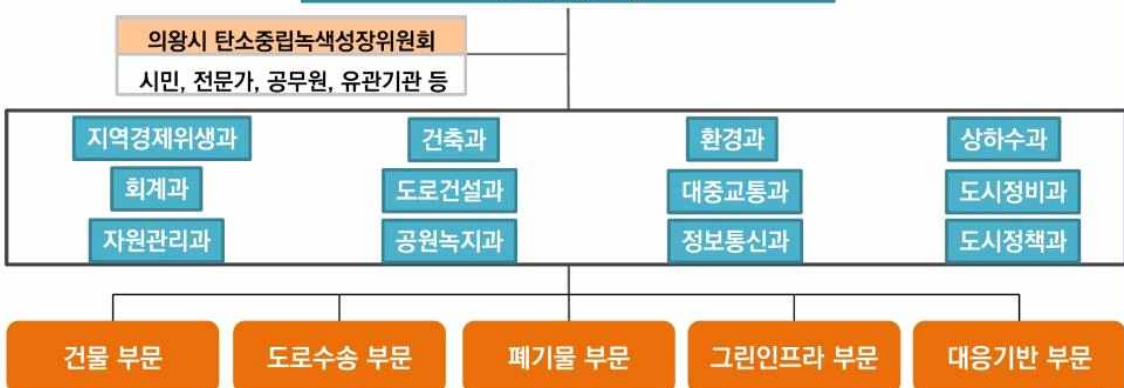 의왕시 탄소중립녹색성장위원회
시민, 전문가, 공무원, 유관기관 등
지역경제위생과 건축과 환경과 상하수과
회계과 도로건설과 대중교통과 도시정비과
자원관리과 공원녹지과 정보통신과 도시정책과
건물 부문 도로수송 부문 폐기물 부문 그린인프라 부문 대응기반 부문